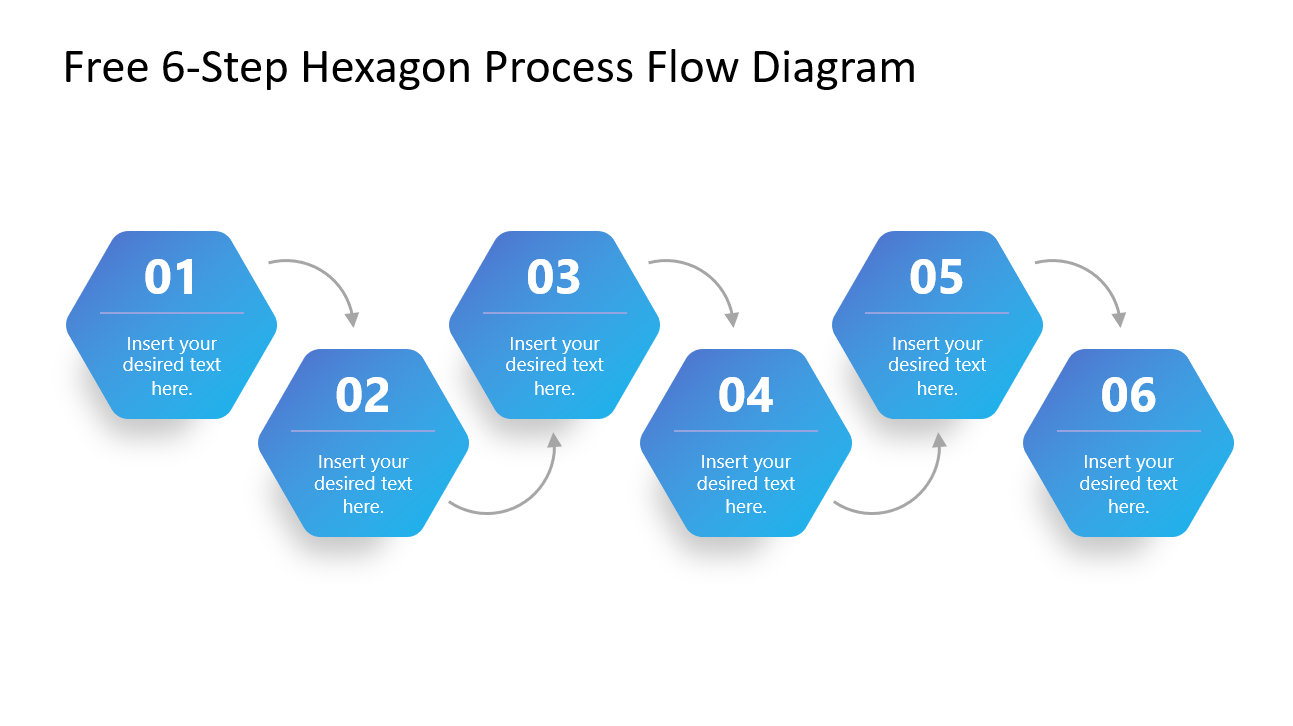 Free 6-Step Hexagon Process Flow Diagram
01
Insert your
desired text
here.
02
Insert your
desired text
here.
03
Insert your
desired text
here.
04
Insert your
desired text
here.
05
Insert your
desired text
here.
06
Insert your
desired text
here.